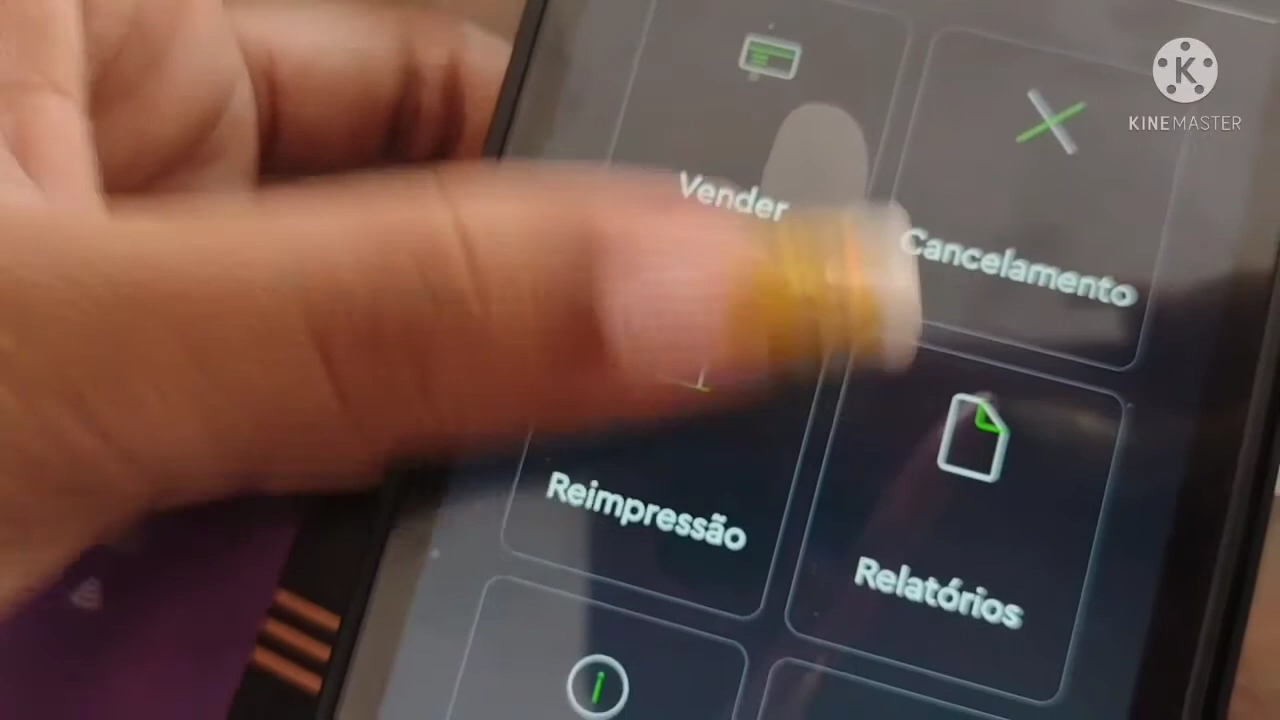 KINEMASTER
Vender
Cancelamento
Reimpressão
Relatórios